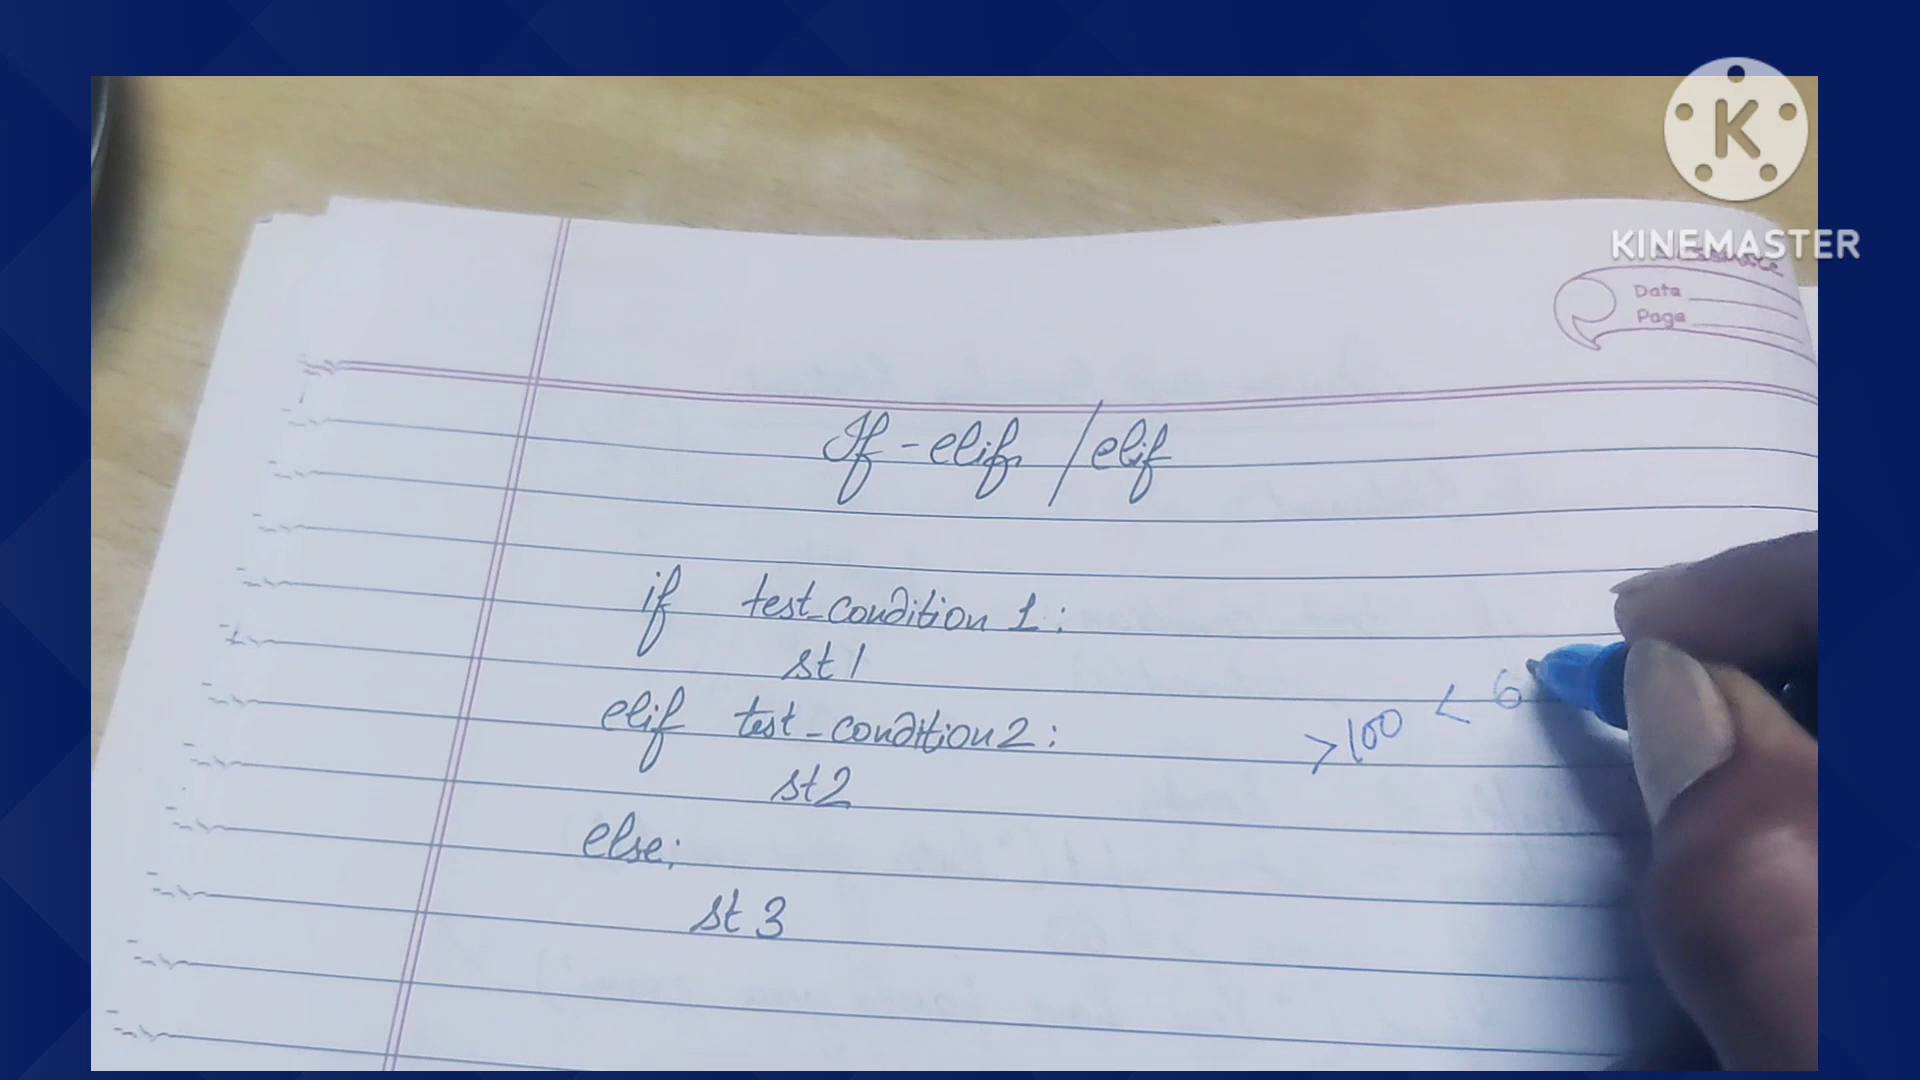 KINEMASTER
Date
Page
If - elif / elif
if test_condition 1:
st 1
elif test_condition 2:
st2
else:
st 3
>100 < 6